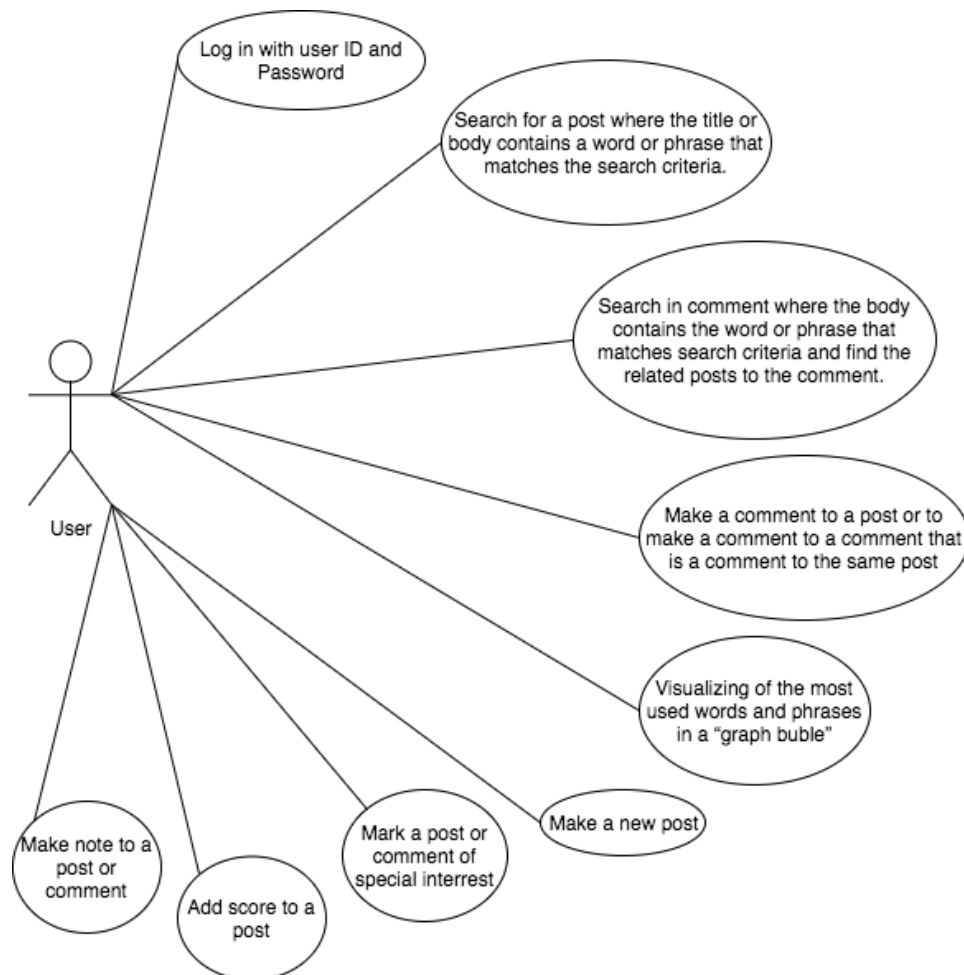 Log in with user ID and
Password
Search for a post where the title or
body contains a word or phrase that
matches the search criteria.
Search in comment where the body
contains the word or phrase that
matches search criteria and find the
related posts to the comment.
User
Make a comment to a post or to
make a comment to a comment that
is a comment to the same post
Visualizing of the most
used words and phrases
in a “graph buble”
Make a new post
Mark a post or
comment of
special interrest
Make note to a
post or
comment
Add score to a
post